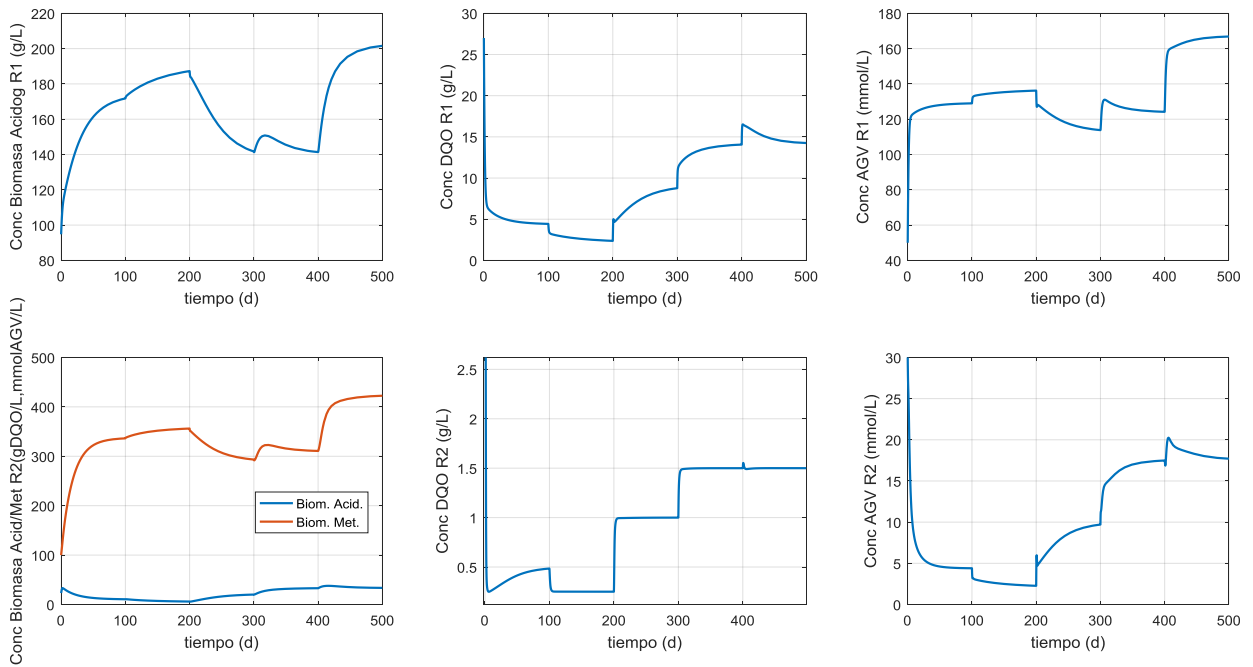 Conc Biomasa Acidog R1 (g/L)
220
200
180
160
140
120
100
80
0 100 200 300 400 500
tiempo (d)
Conc DQO R1 (g/L)
30
25
20
15
10
5
0
0 100 200 300 400 500
tiempo (d)
Conc AGV R1 (mmol/L)
180
160
140
120
100
80
60
40
0 100 200 300 400 500
tiempo (d)
Conc Biomasa Acid/Met R2(gDQO/L,mmolAGV/L)
500
400
300
200
100
0
Biom. Acid.
Biom. Met.
0 100 200 300 400 500
tiempo (d)
Conc DQO R2 (g/L)
2.5
2
1.5
1
0.5
0 100 200 300 400
tiempo (d)
Conc AGV R2 (mmol/L)
30
25
20
15
10
5
0
0 100 200 300 400 500
tiempo (d)